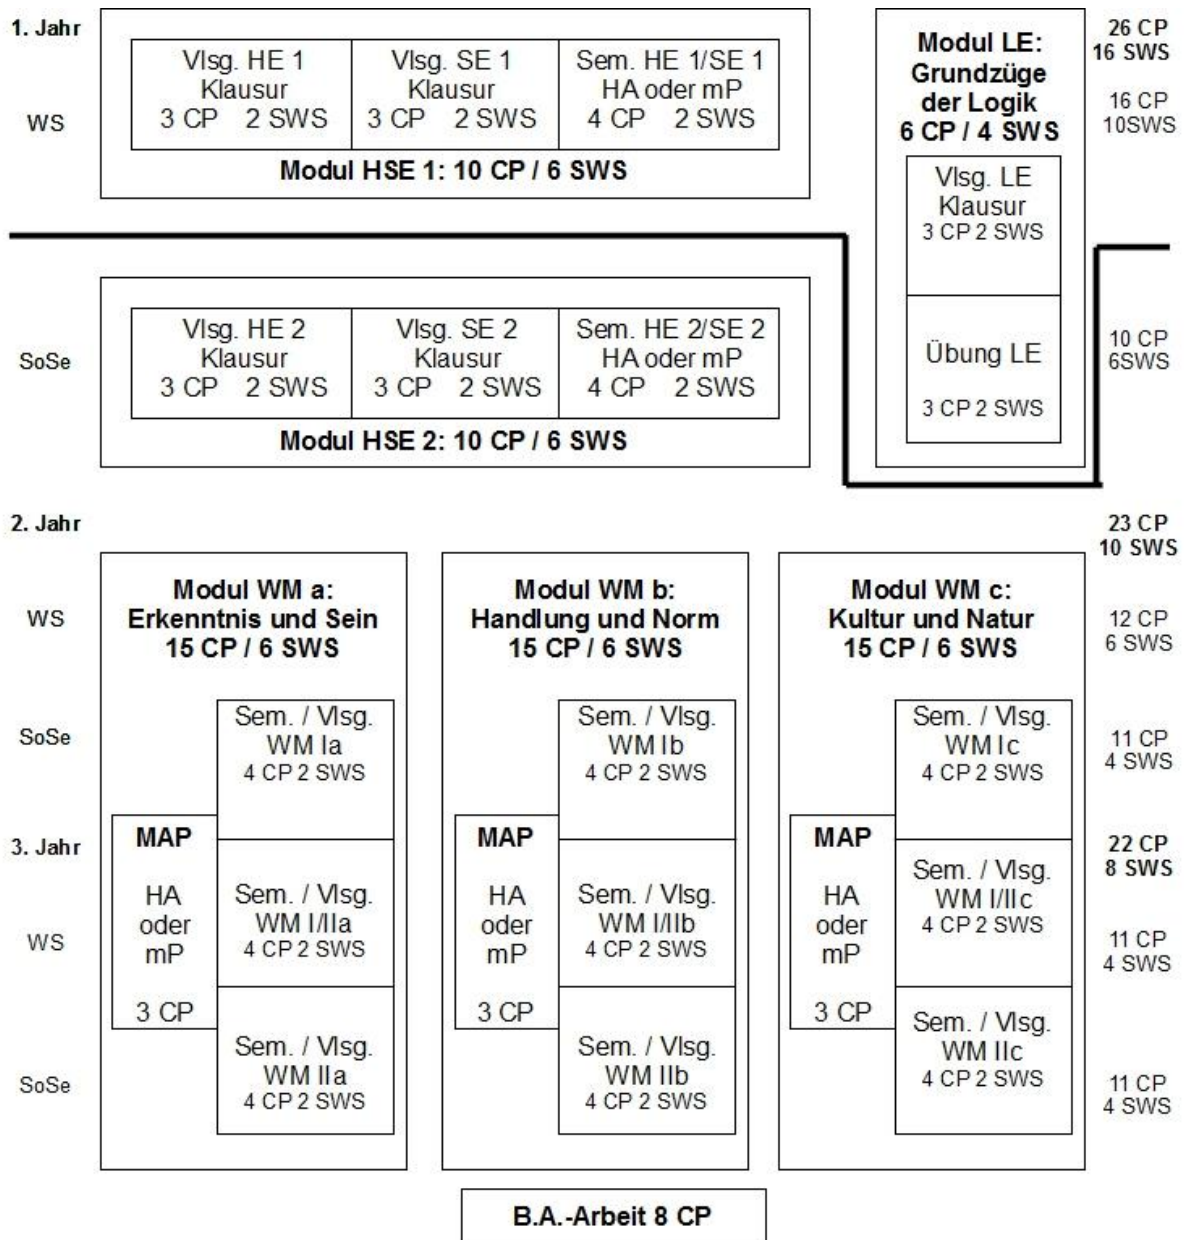 1. Jahr
WS
Vlsg. HE 1
Klausur
3 CP 2 SWS
Vlsg. SE 1
Klausur
3 CP 2 SWS
Sem. HE 1/SE 1
HA oder mP
4 CP 2 SWS
Modul HSE 1: 10 CP / 6 SWS
Modul LE:
Grundzüge
der Logik
6 CP / 4 SWS
Vlsg. LE
Klausur
3 CP 2 SWS
Übung LE
3 CP 2 SWS
26 CP
16 SWS
16 CP
10SWS
SoSe
Vlsg. HE 2
Klausur
3 CP 2 SWS
Vlsg. SE 2
Klausur
3 CP 2 SWS
Sem. HE 2/SE 2
HA oder mP
4 CP 2 SWS
Modul HSE 2: 10 CP / 6 SWS
10 CP
6SWS
2. Jahr
23 CP
10 SWS
WS
SoSe
3. Jahr
WS
SoSe
Modul WM a:
Erkenntnis und Sein
15 CP / 6 SWS
Sem. / Vlsg.
WM Ia
4 CP 2 SWS
MAP
HA
oder
mP
3 CP
Sem. / Vlsg.
WM I/IIa
4 CP 2 SWS
Sem. / Vlsg.
WM IIa
4 CP 2 SWS
Modul WM b:
Handlung und Norm
15 CP / 6 SWS
Sem. / Vlsg.
WM Ib
4 CP 2 SWS
MAP
HA
oder
mP
3 CP
Sem. / Vlsg.
WM I/IIb
4 CP 2 SWS
Sem. / Vlsg.
WM IIb
4 CP 2 SWS
Modul WM c:
Kultur und Natur
15 CP / 6 SWS
Sem. / Vlsg.
WM Ic
4 CP 2 SWS
MAP
HA
oder
mP
3 CP
Sem. / Vlsg.
WM I/IIc
4 CP 2 SWS
Sem. / Vlsg.
WM IIc
4 CP 2 SWS
12 CP
6 SWS
11 CP
4 SWS
22 CP
8 SWS
11 CP
4 SWS
11 CP
4 SWS
B.A.-Arbeit 8 CP